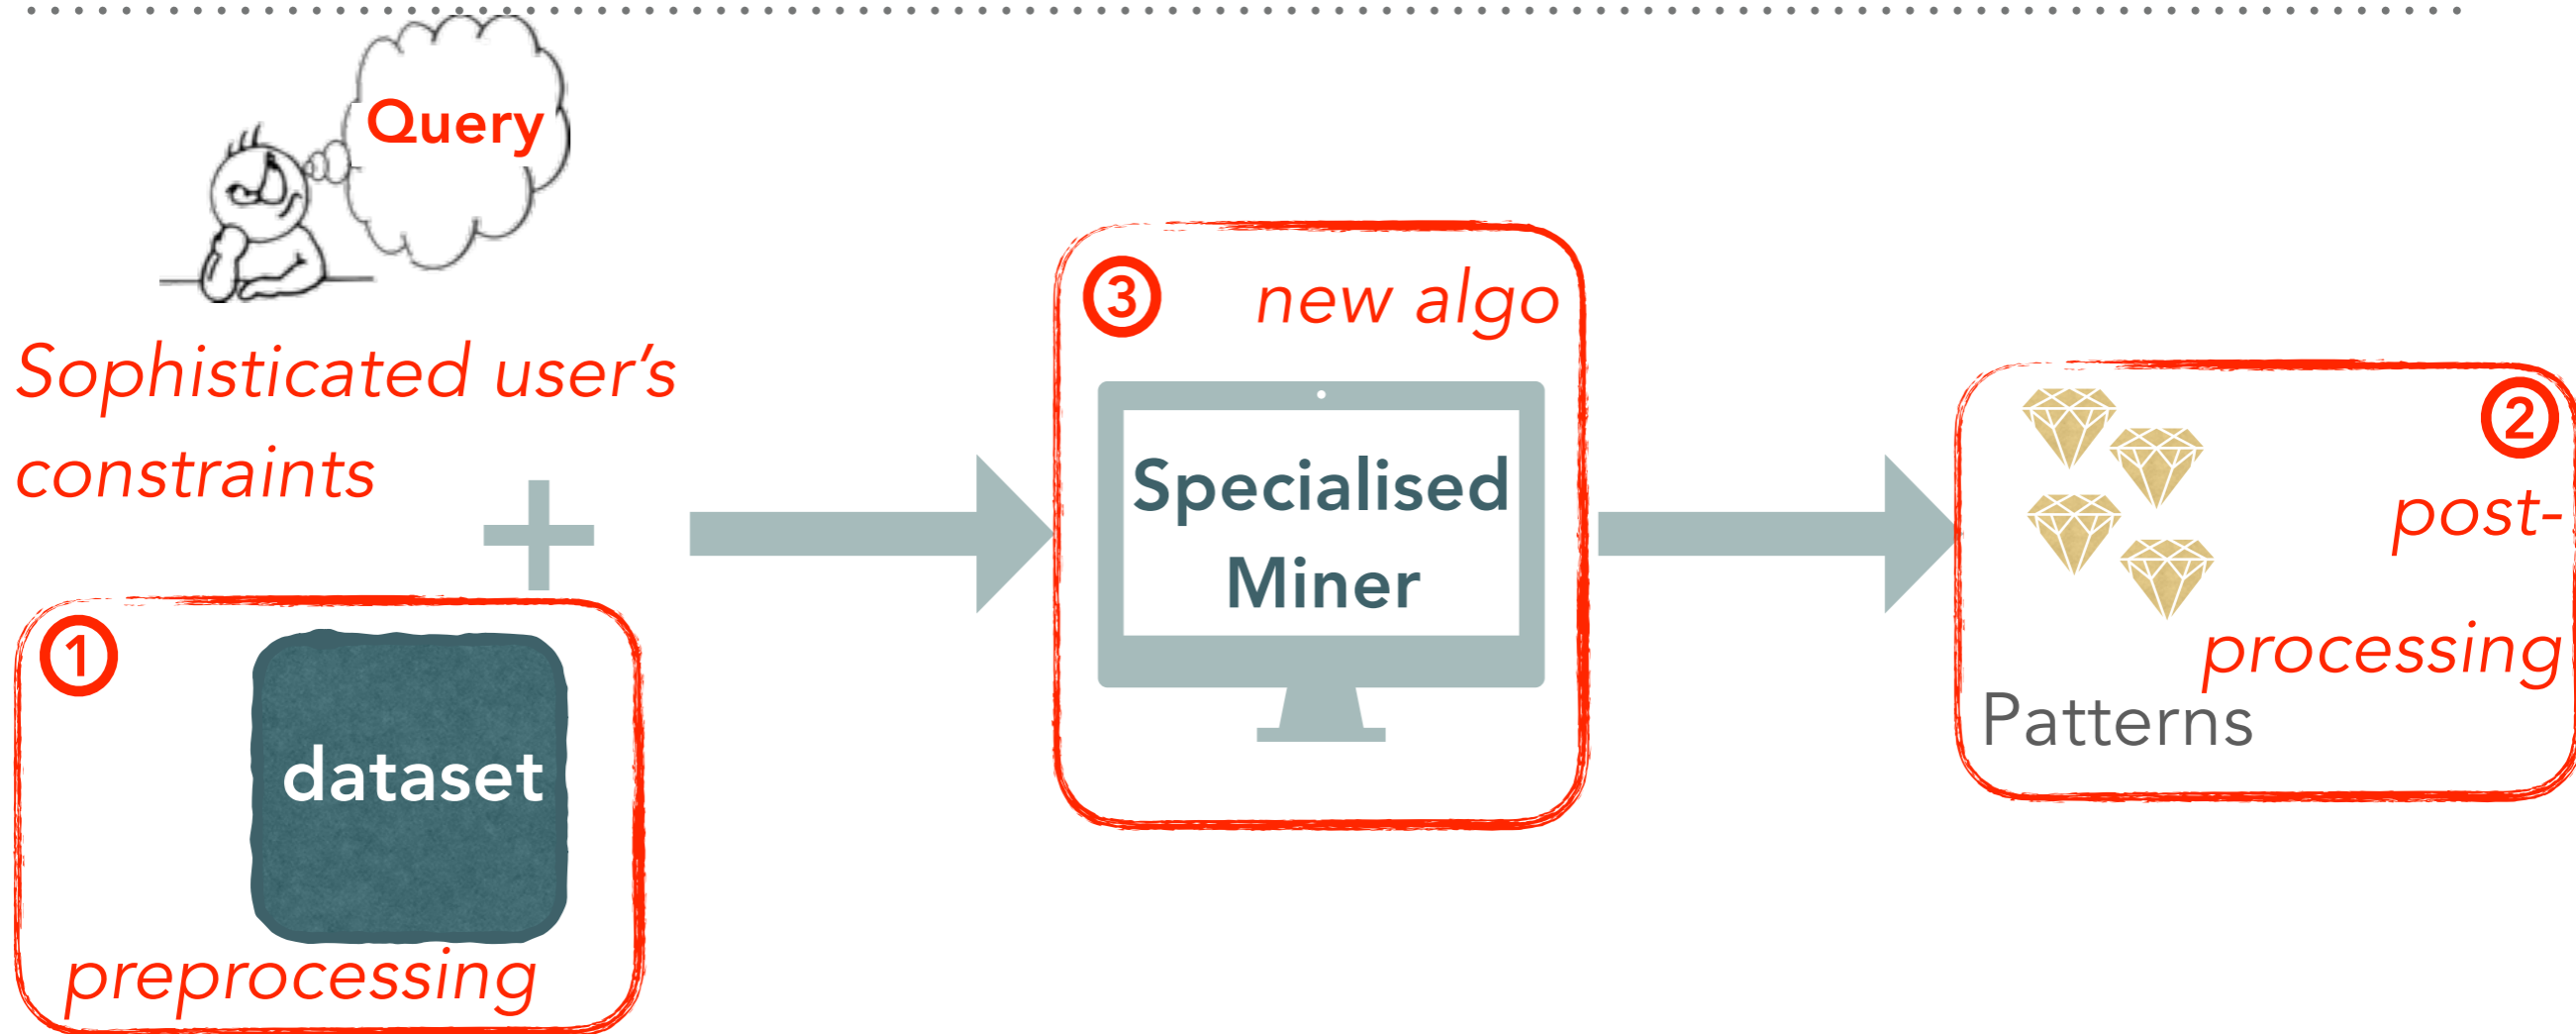 Query
Sophisticated user's
constraints
1
dataset
preprocessing
3
new algo
Specialised
Miner
2
post-
processing
Patterns